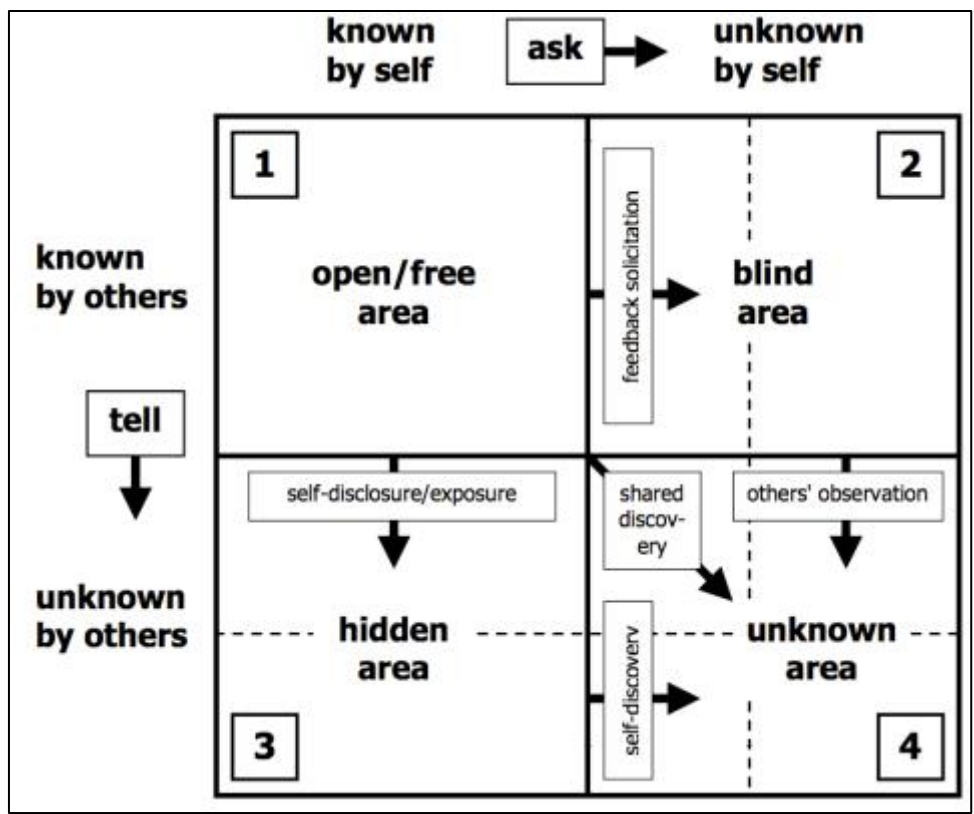 known
by self
ask
unknown
by self
1
2
known
by others
open/free
area
feedback solicitation
blind
area
tell
self-disclosure/exposure
shared
discov-
ery
others' observation
unknown
by others
hidden
area
self-discovery
unknown
area
3
4